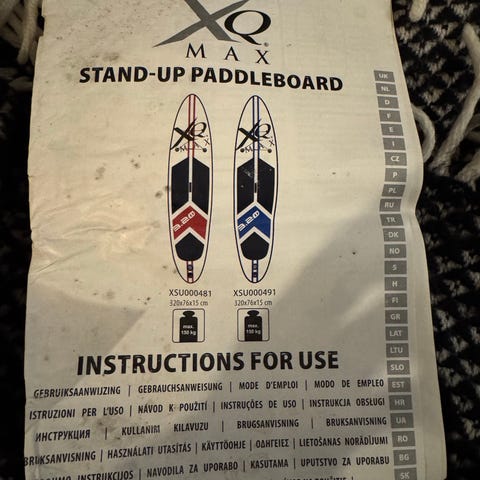 XQ
MAX
STAND-UP PADDLEBOARD
UK
NL
D
F
E
I
CZ
P
PL
RU
TR
DK
NO
S
H
FI
GR
LAT
LTU
SLO
EST
HR
UA
RO
BG
SK
XQ
MAX
3.20
XQ
MAX
3.20
XSU000481
XSU000491
320x76x15 cm
320x76x15 cm
max.
150 kg
max.
150 kg
INSTRUCTIONS FOR USE
GEBRUIKSAANWIJZING | GEBRAUCHSANWEISUNG | MODE D'EMPLOI | MODO DE EMPLEO
ISTRUZIONI PER L'USO | NÁVOD K POUŽITÍ | INSTRUÇÕES DE USO | INSTRUKCJA OBSŁUGI
ИНСТРУКЦИЯ | KULLANIM KILAVUZU | BRUGSANVISNING | BRUKSANVISNING
BRUKSANVISNING | HASZNÁLATI UTASÍTÁS | KÄYTTÖOHJE | ΟΔΗΓΙΕΣ | LIETOŠANAS NORĀDĪJUMI
INSTRUKCIJOS | NAVODILA ZA UPORABO | KASUTAMA | UPUTSTVO ZA UPORABU